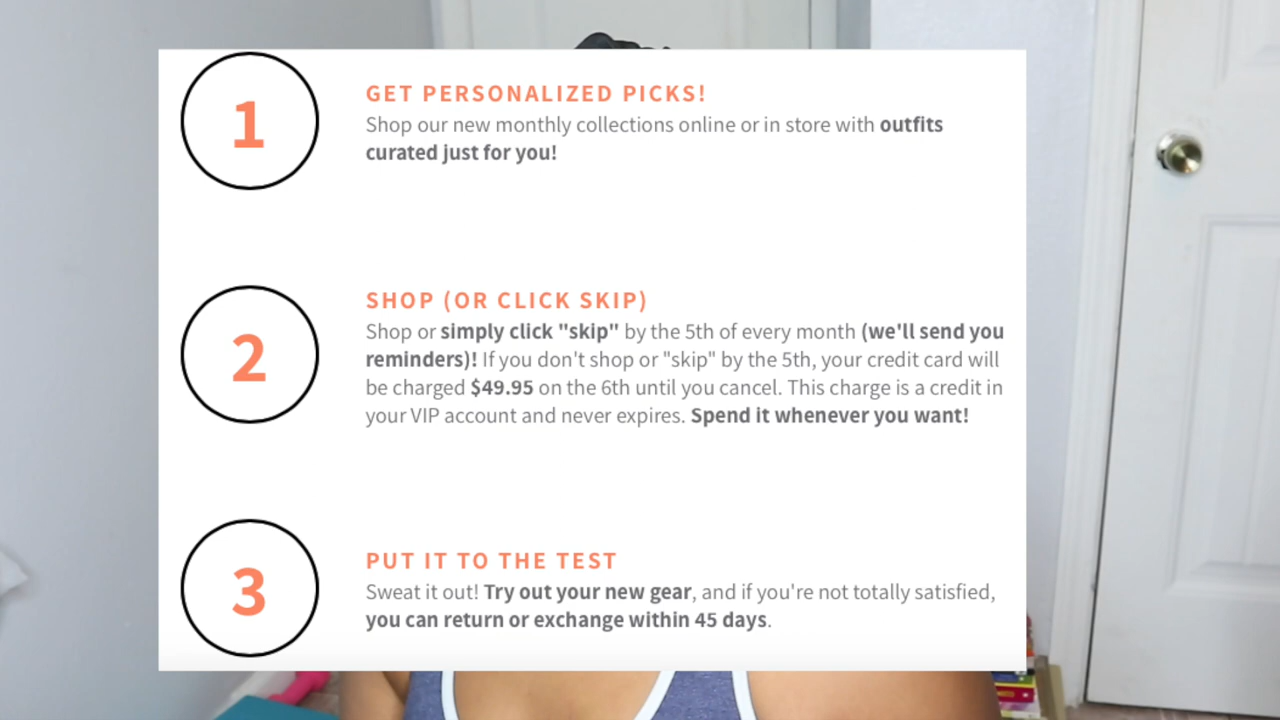 1
GET PERSONALIZED PICKS!
Shop our new monthly collections online or in store with outfits
curated just for you!
2
SHOP (OR CLICK SKIP)
Shop or simply click "skip" by the 5th of every month (we'll send you
reminders)! If you don't shop or "skip" by the 5th, your credit card will
be charged $49.95 on the 6th until you cancel. This charge is a credit in
your VIP account and never expires. Spend it whenever you want!
3
PUT IT TO THE TEST
Sweat it out! Try out your new gear, and if you're not totally satisfied,
you can return or exchange within 45 days.